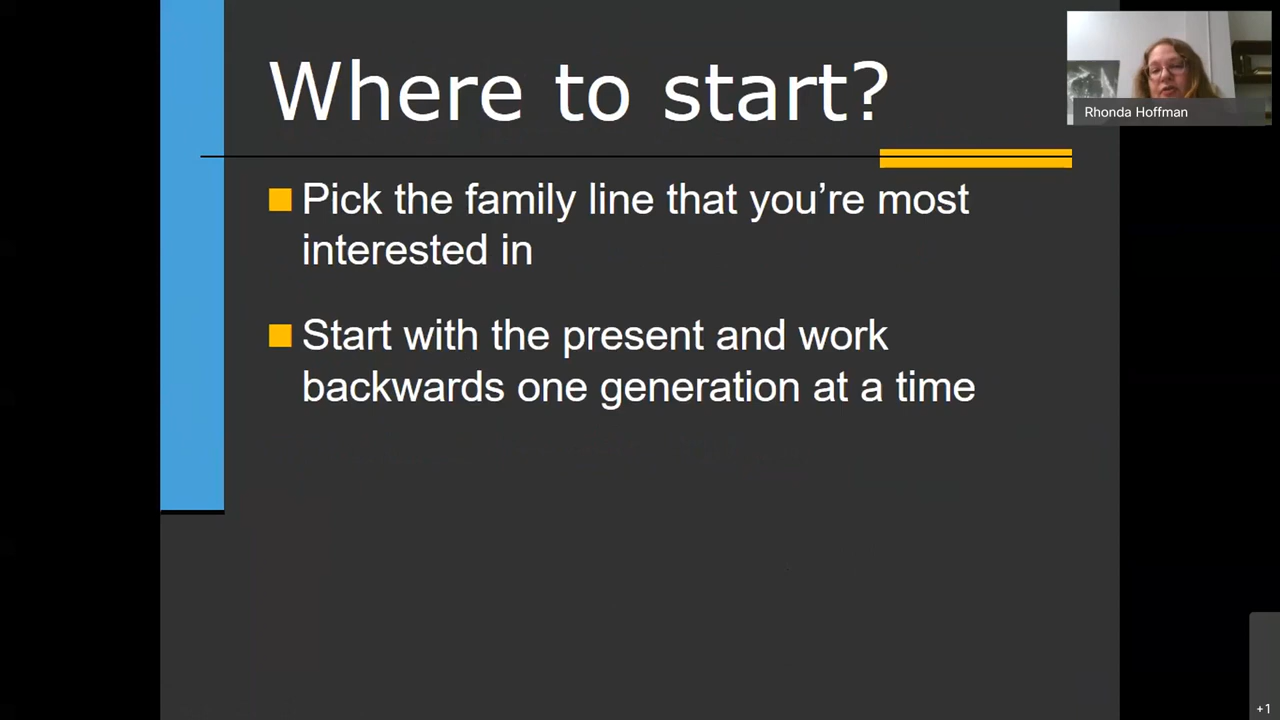 Where to start?
Rhonda Hoffman
Pick the family line that you’re most
interested in
Start with the present and work
backwards one generation at a time
+1